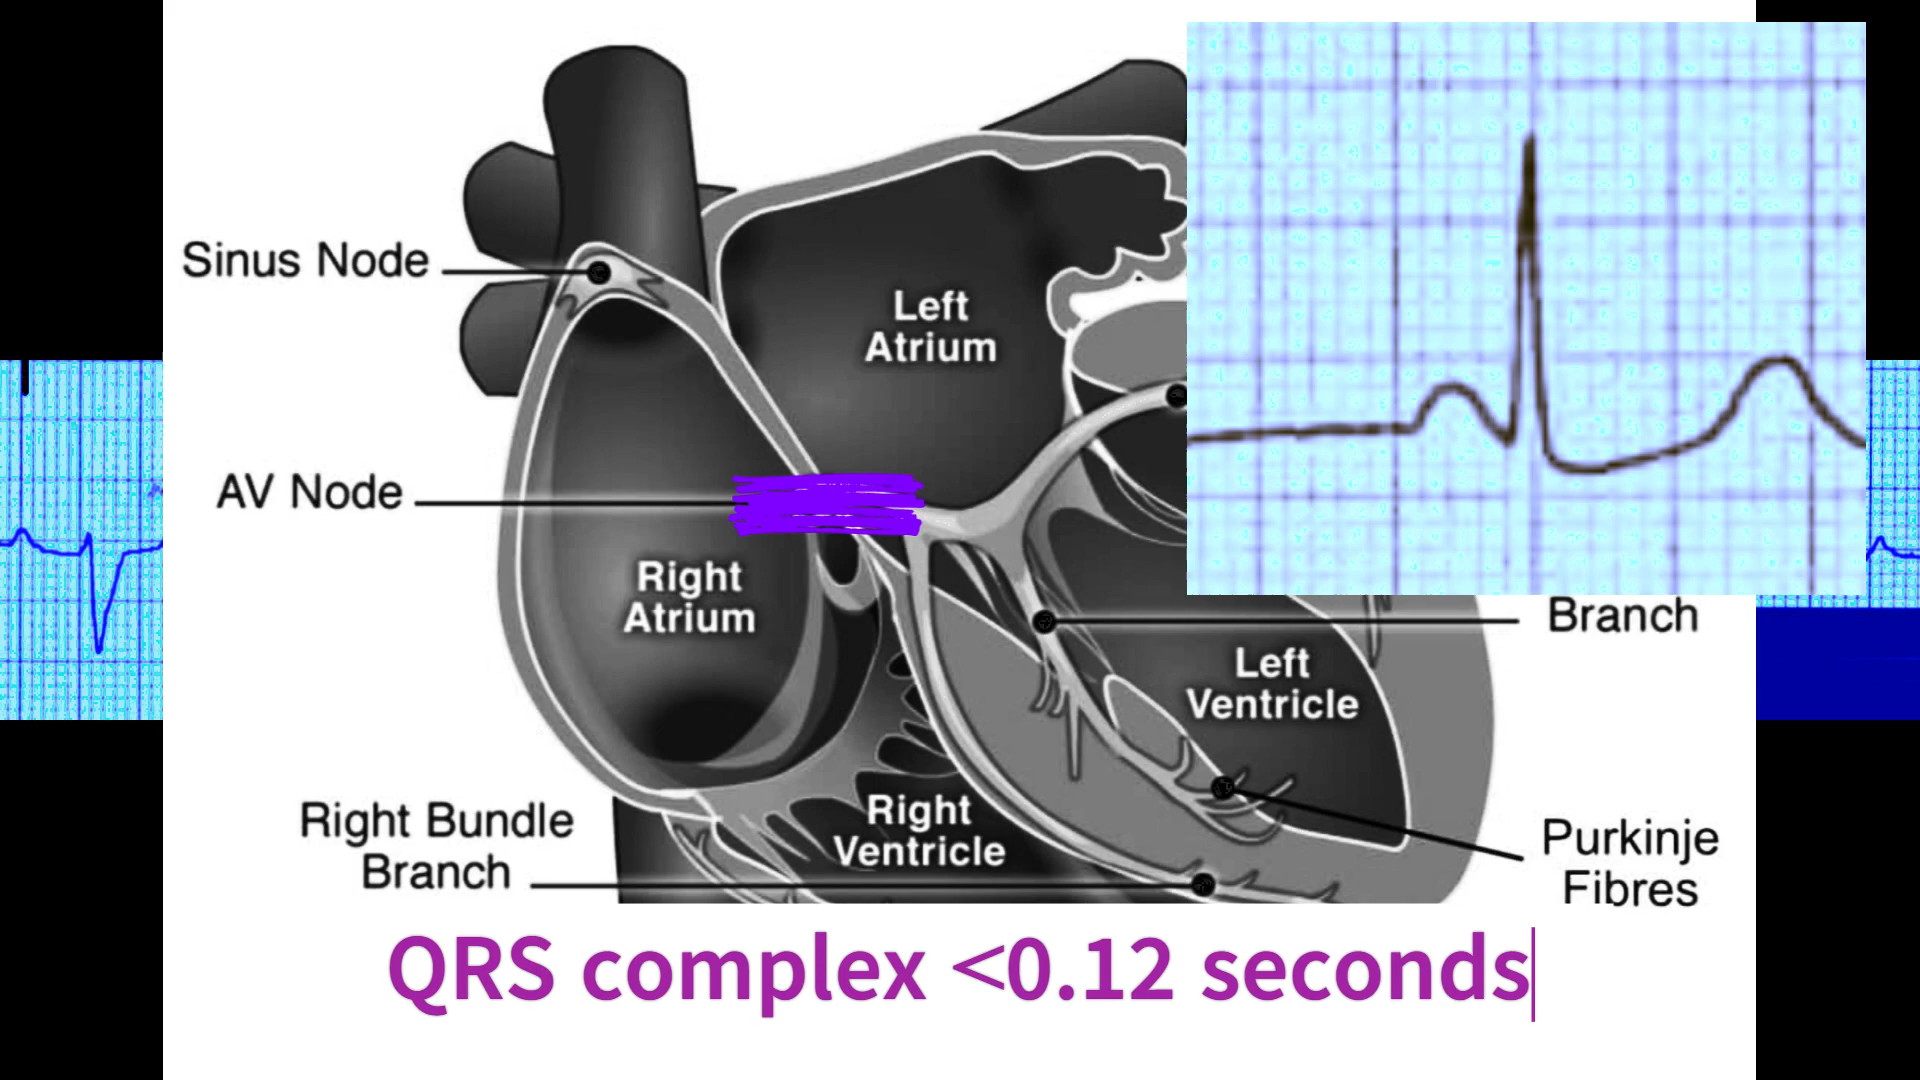 Sinus Node
Left
Atrium
AV Node
Right
Atrium
Branch
Left
Ventricle
Right Bundle
Branch
Right
Ventricle
Purkinje
Fibres
QRS complex <0.12 seconds